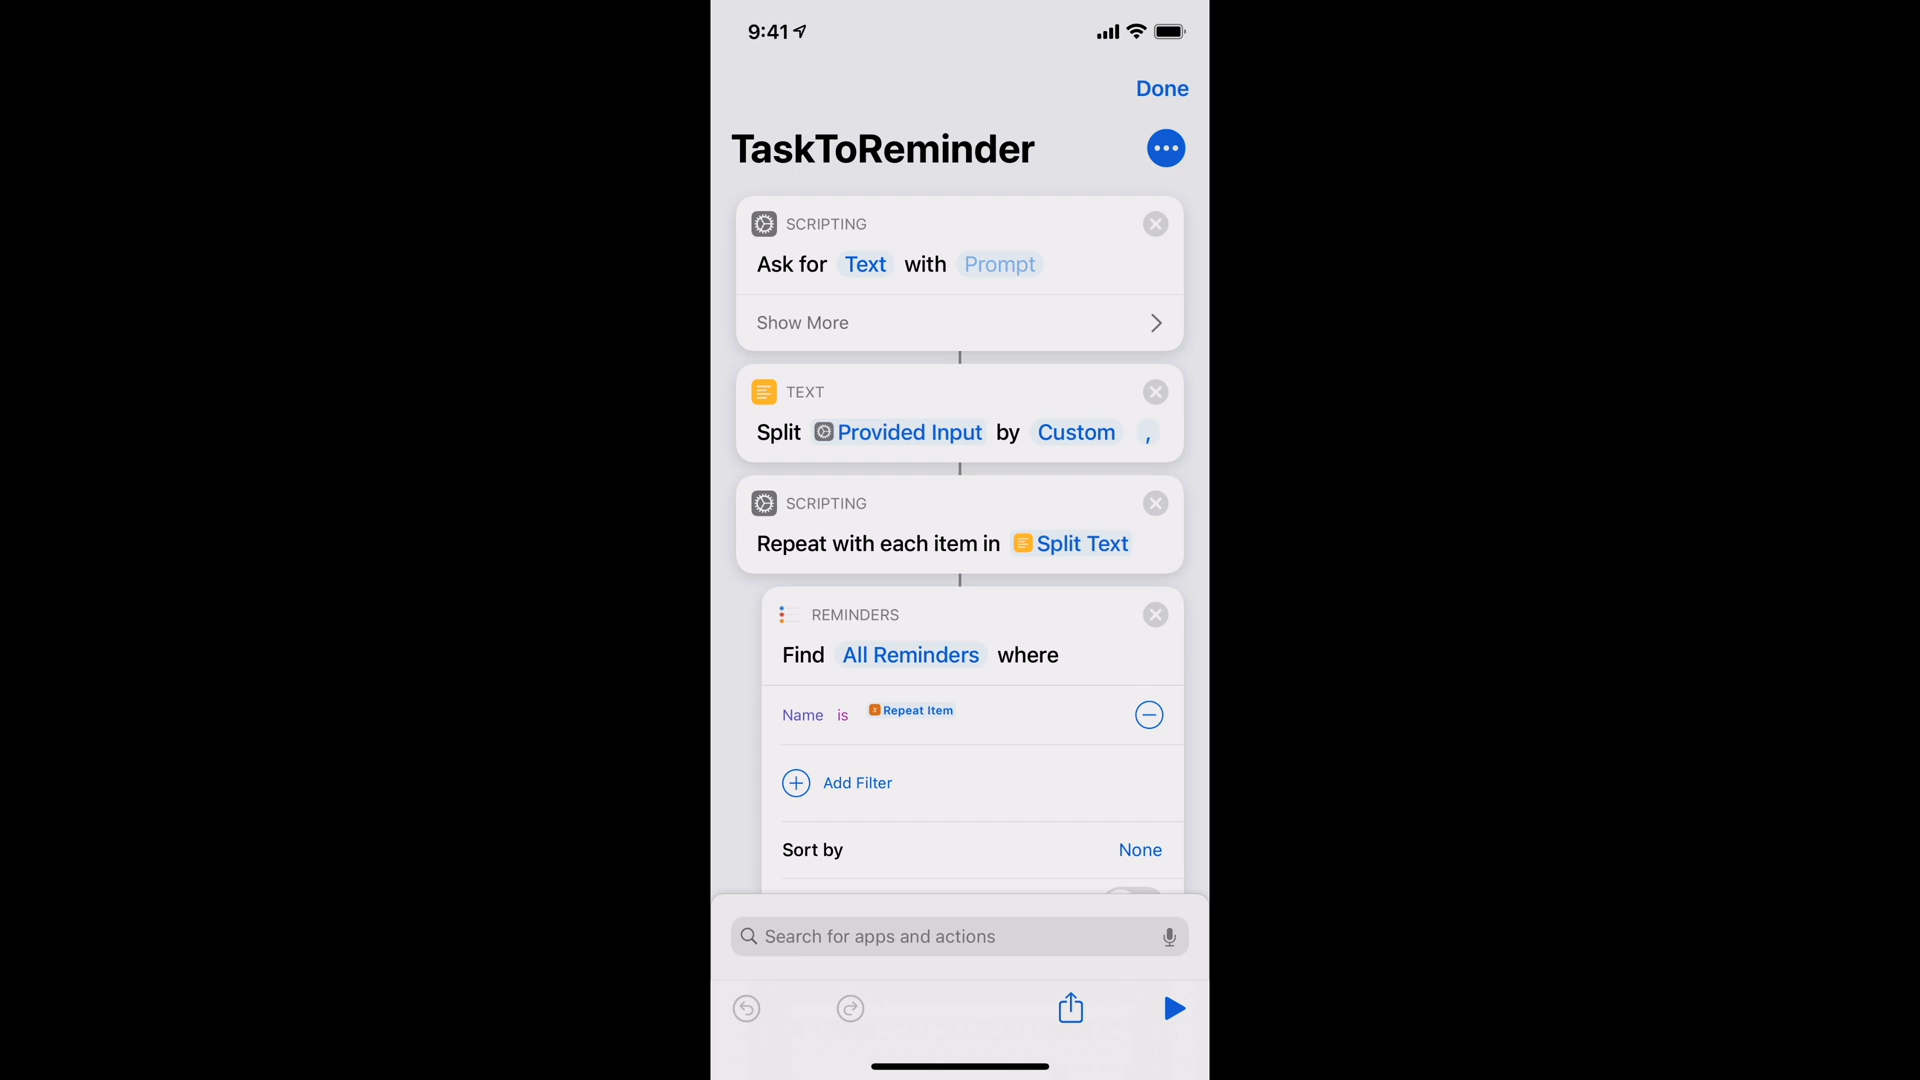 9:41
Done
TaskToReminder
SCRIPTING
Ask for Text with Prompt
Show More
TEXT
Split Provided Input by Custom ,
SCRIPTING
Repeat with each item in Split Text
REMINDERS
Find All Reminders where
Name is Repeat Item
Add Filter
Sort by None
Search for apps and actions